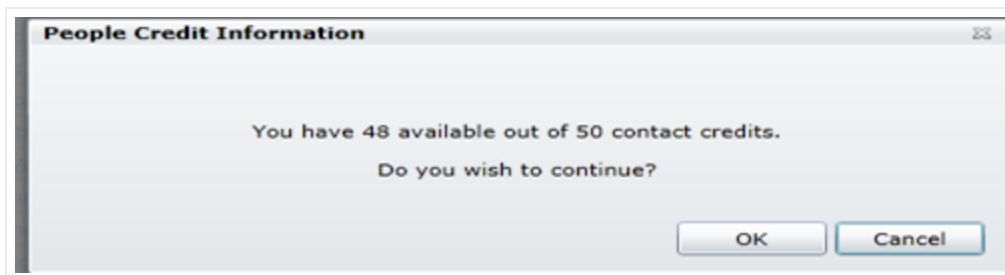 People Credit Information
You have 48 available out of 50 contact credits.
Do you wish to continue?
OK
Cancel